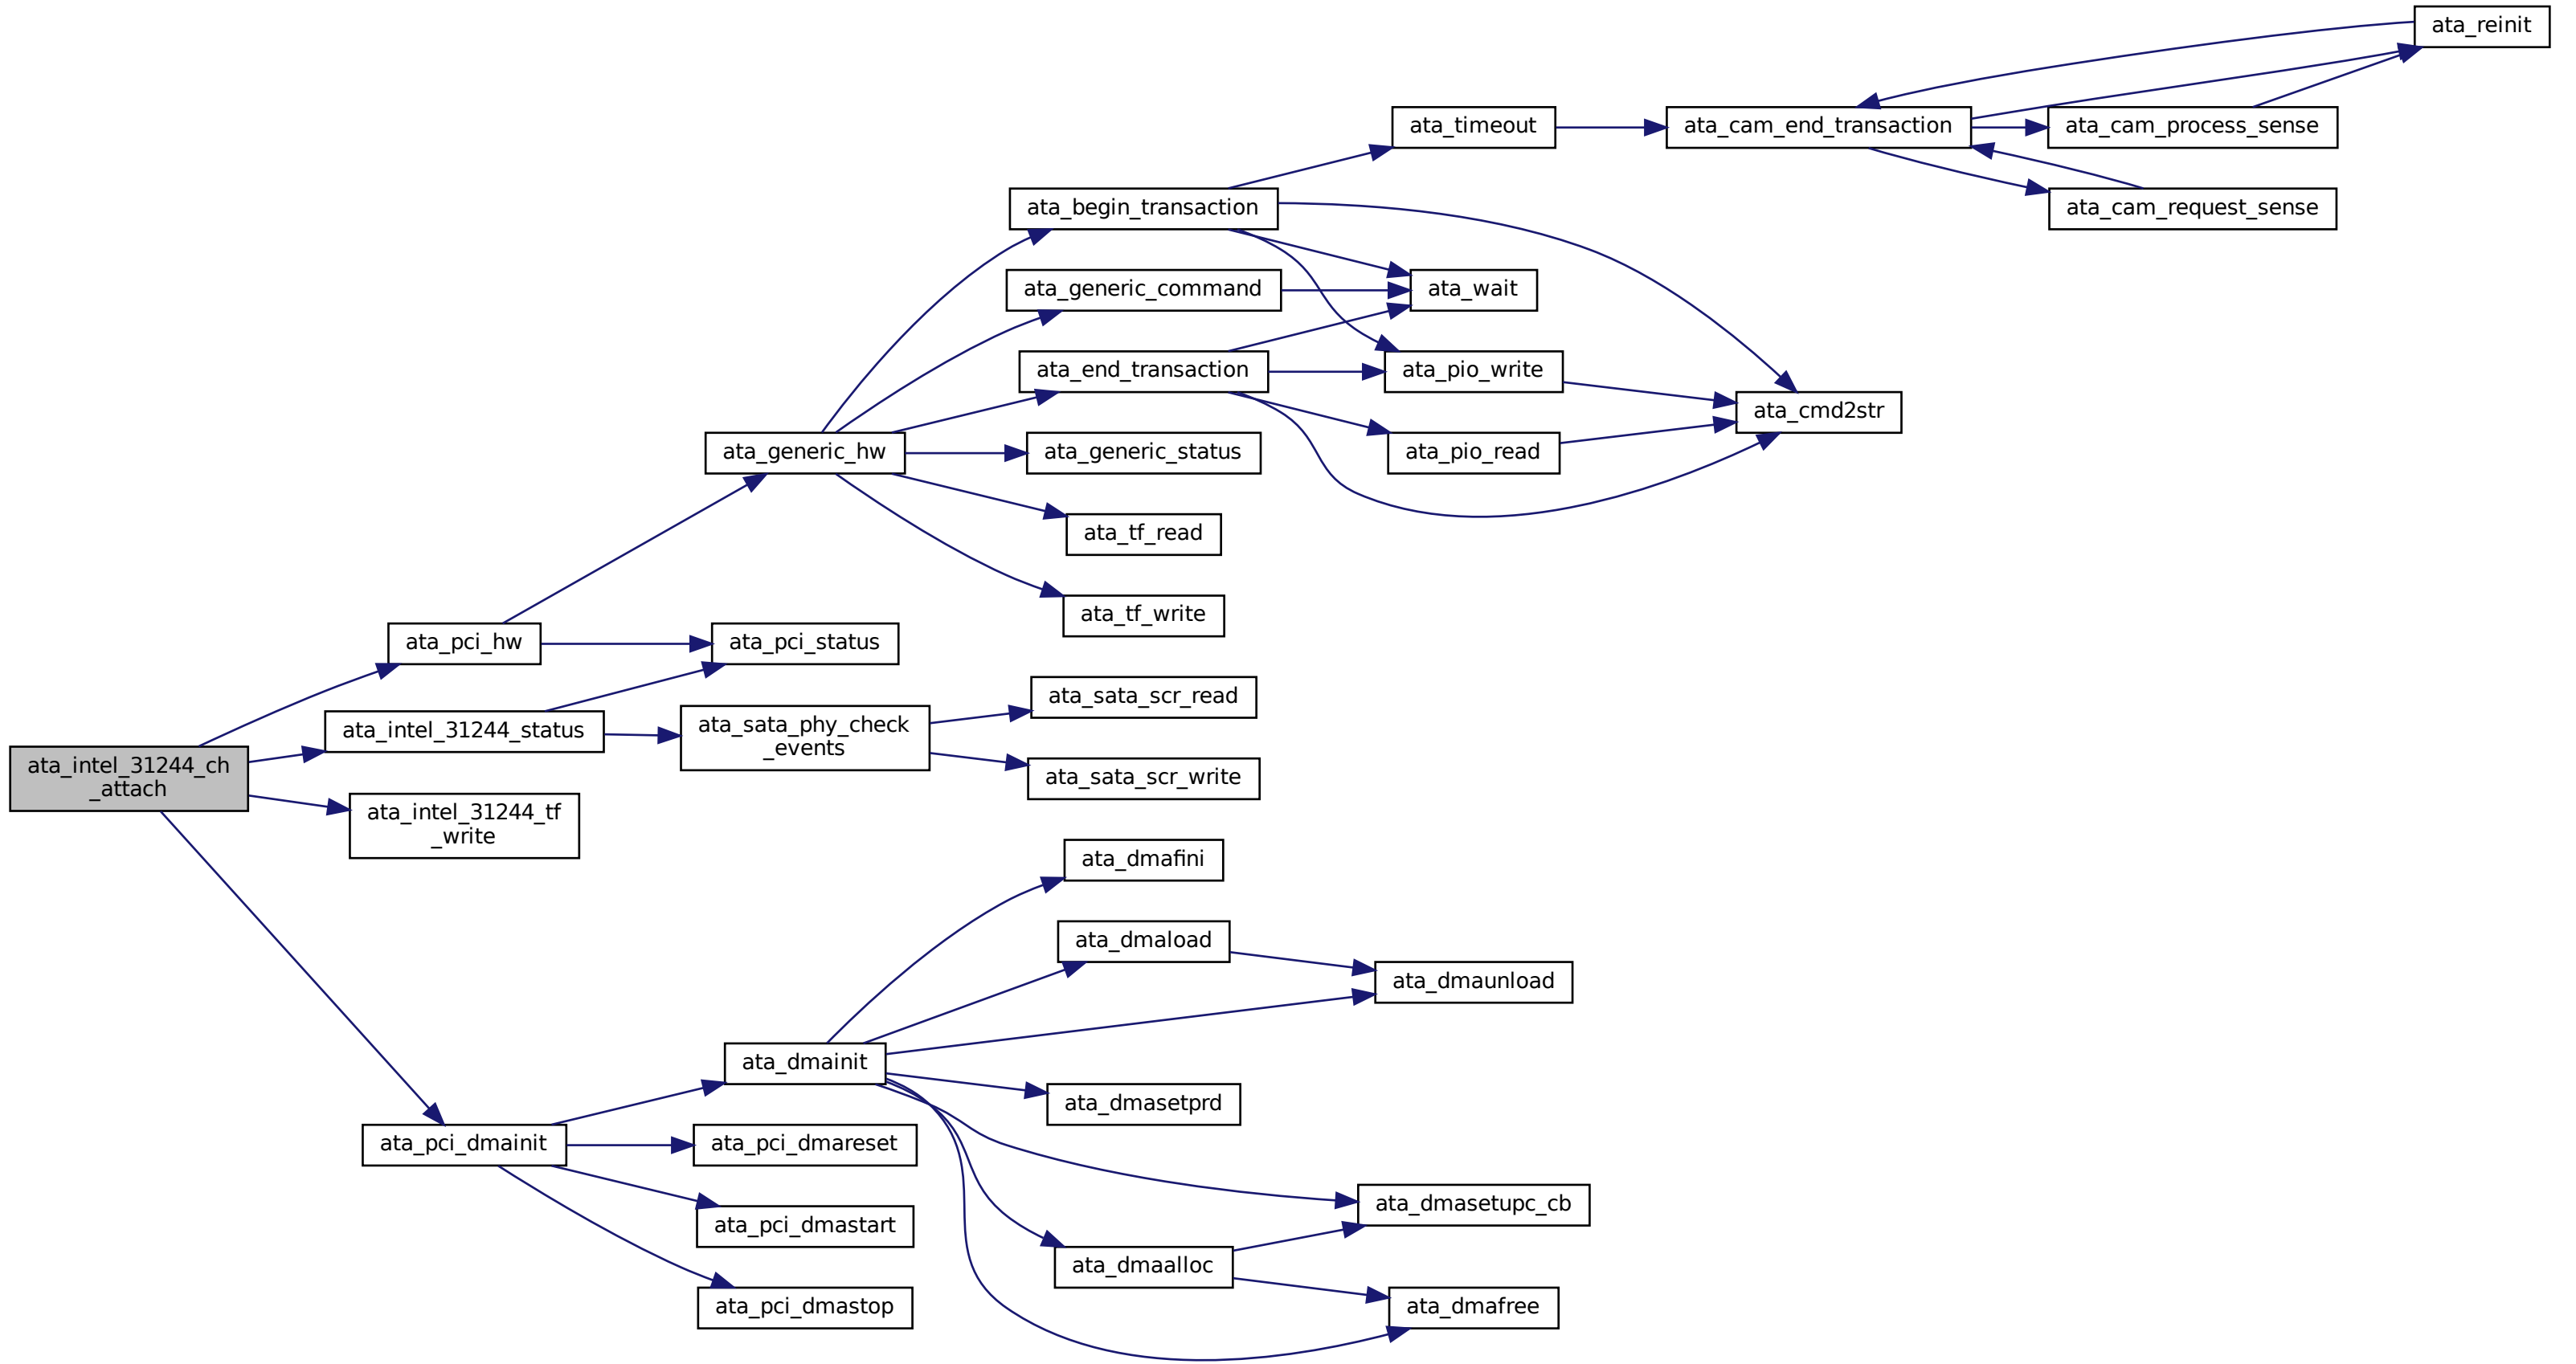 ata_reinit
ata_timeout
ata_cam_end_transaction
ata_cam_process_sense
ata_begin_transaction
ata_cam_request_sense
ata_generic_command
ata_wait
ata_end_transaction
ata_pio_write
ata_cmd2str
ata_generic_hw
ata_generic_status
ata_pio_read
ata_tf_read
ata_tf_write
ata_pci_hw
ata_pci_status
ata_sata_scr_read
ata_intel_31244_status
ata_sata_phy_check
_events
ata_intel_31244_ch
_attach
ata_sata_scr_write
ata_intel_31244_tf
_write
ata_dmafini
ata_dmaload
ata_dmaunload
ata_dmainit
ata_dmasetprd
ata_pci_dmainit
ata_pci_dmareset
ata_dmasetupc_cb
ata_pci_dmastart
ata_dmaalloc
ata_pci_dmastop
ata_dmafree